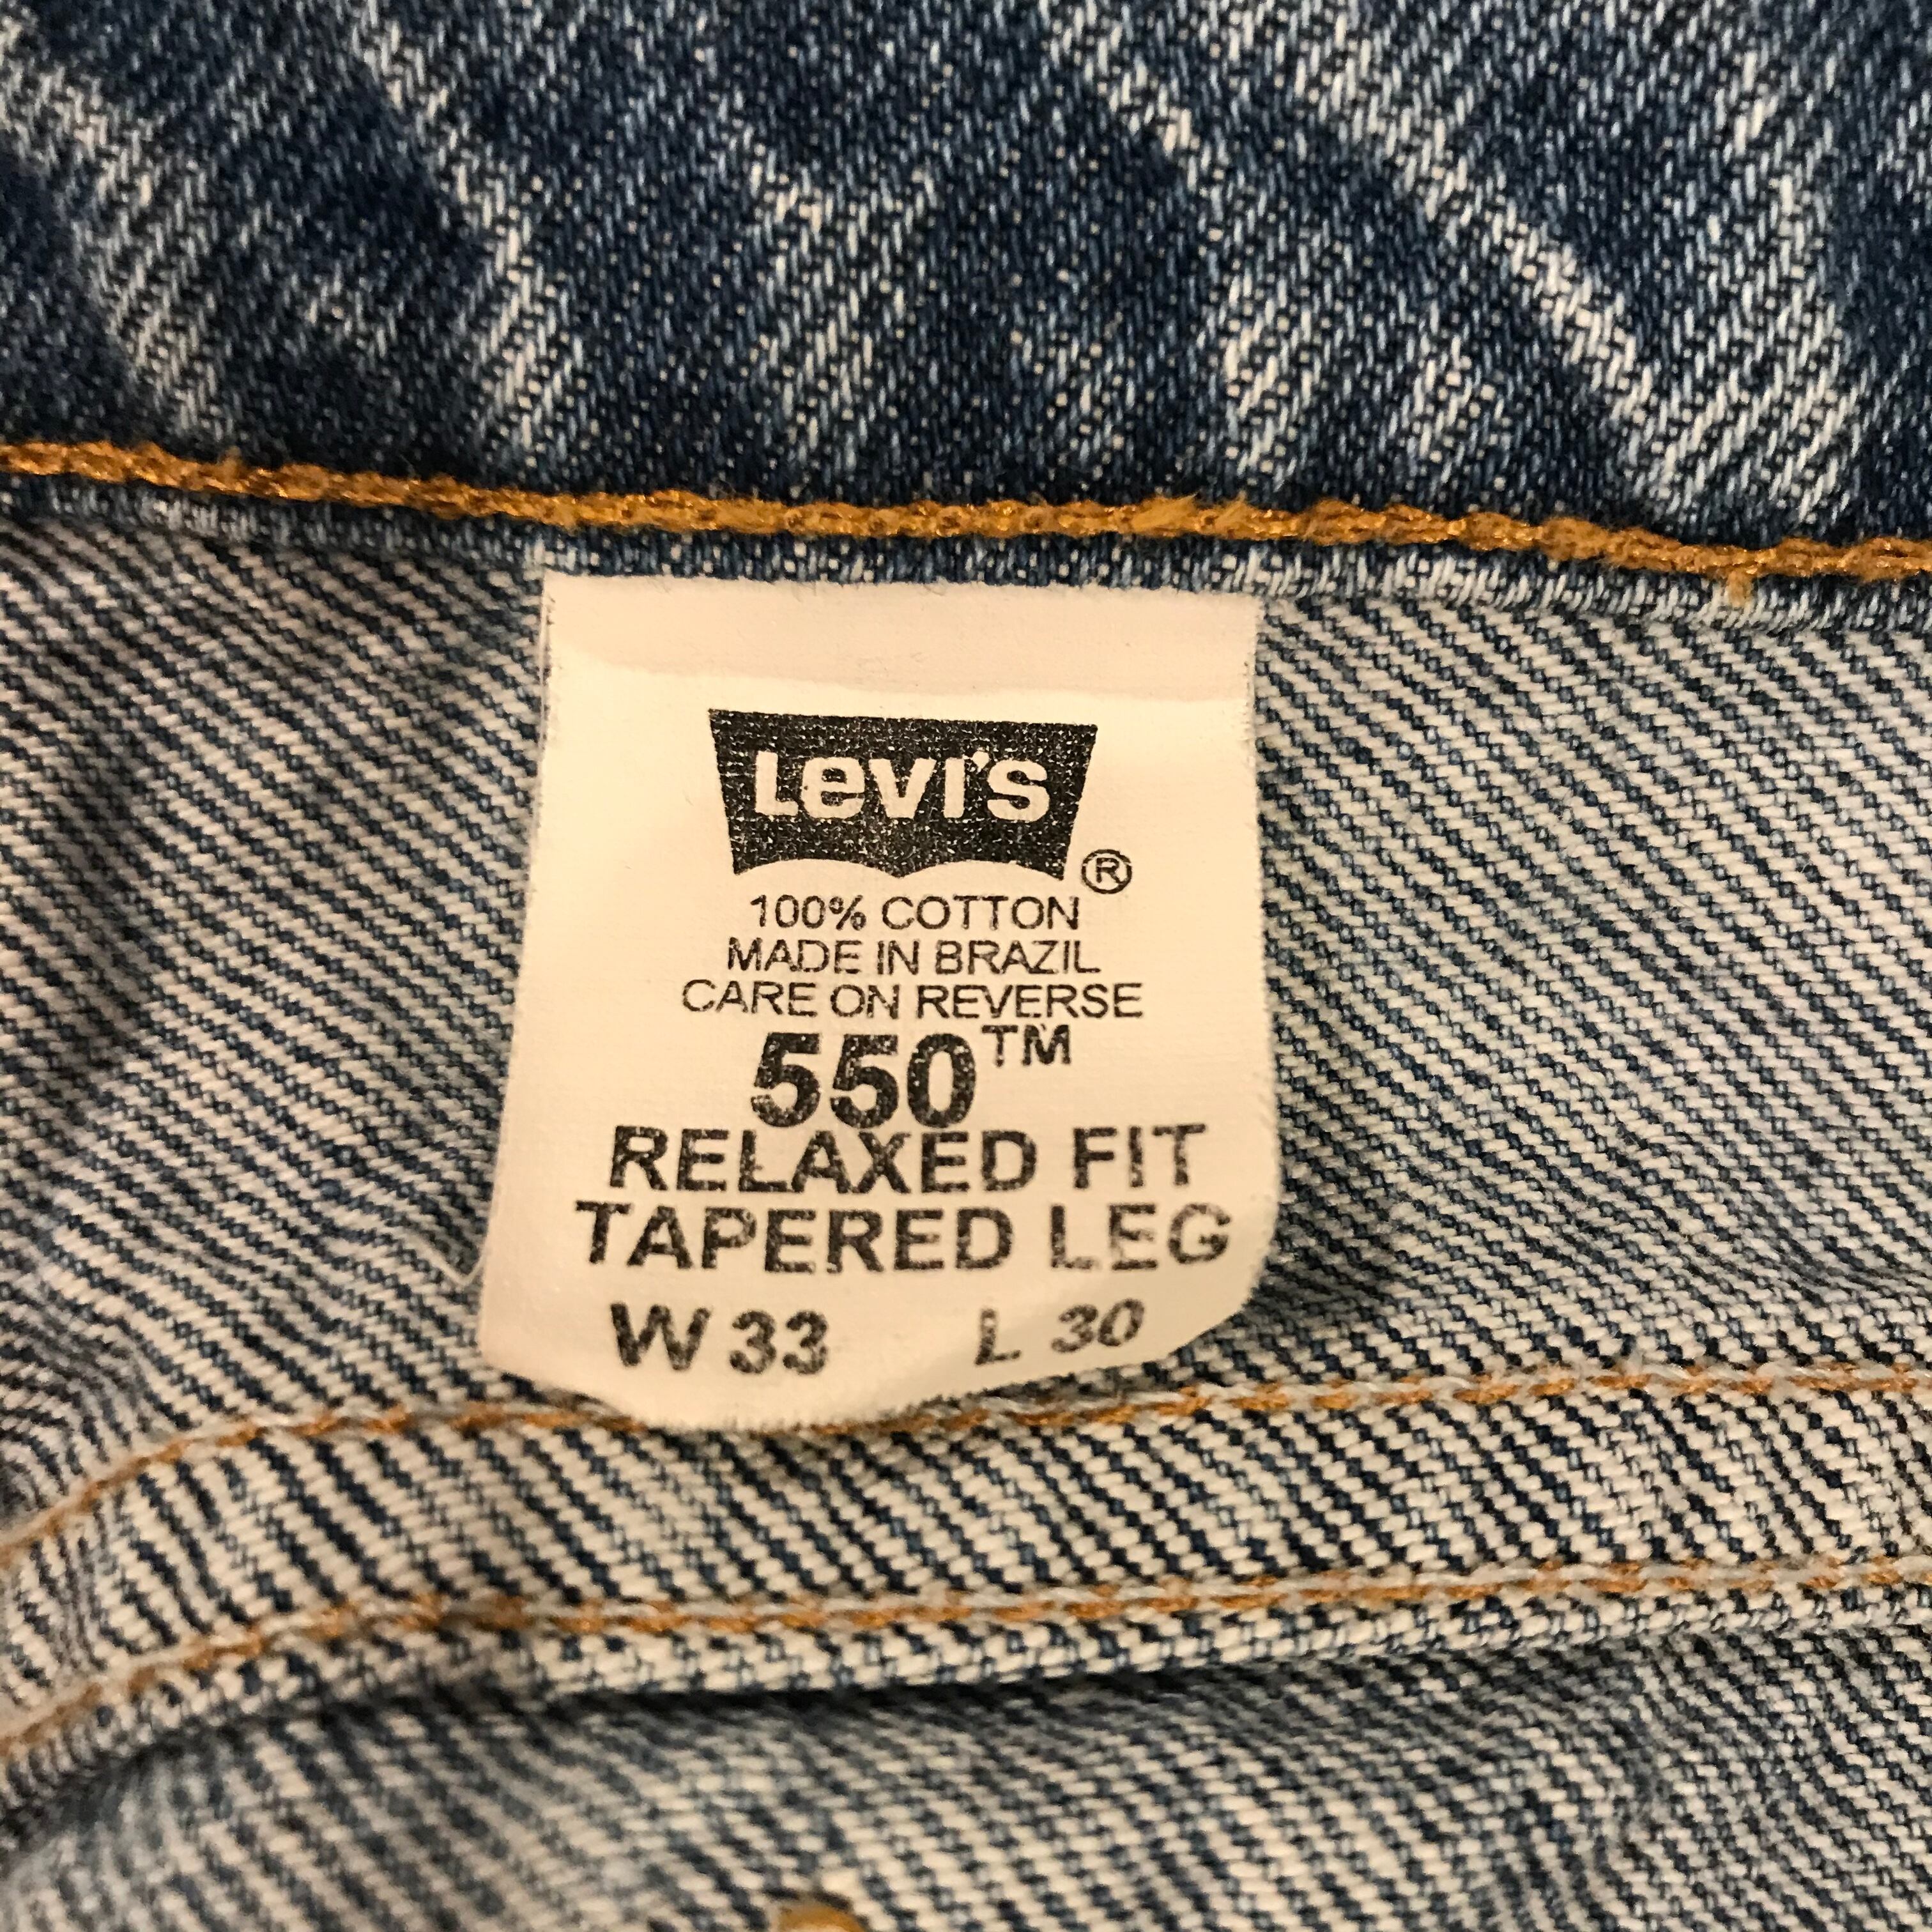 Levi's ®
100% COTTON
MADE IN BRAZIL
CARE ON REVERSE
550™
RELAXED FIT
TAPERED LEG
W 33 L 30